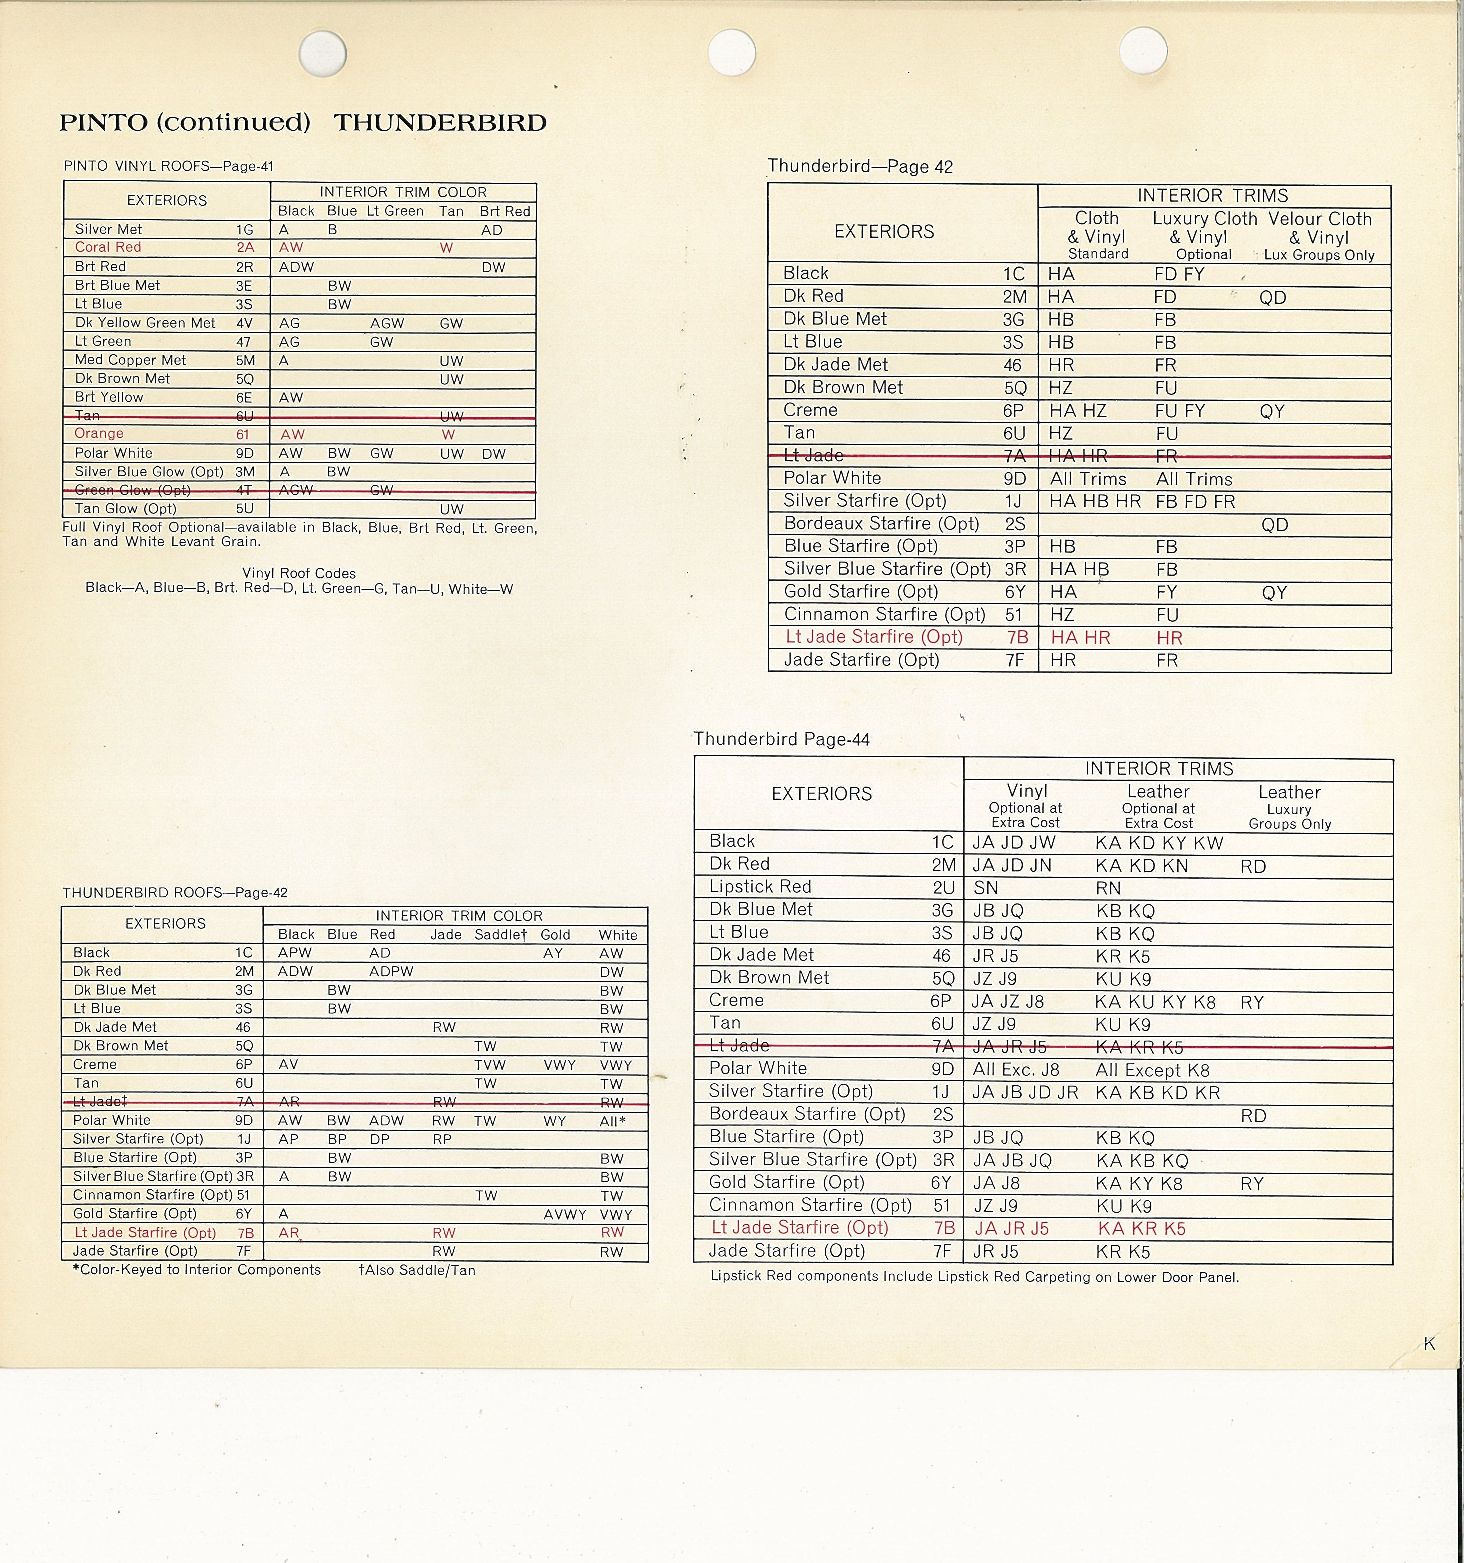 PINTO (continued) THUNDERBIRD
PINTO VINYL ROOFS—Page-41
EXTERIORS INTERIOR TRIM COLOR
Black Blue Lt Green Tan Brt Red
Silver Met 1G A B AD
Coral Red 2A AW W
Brt Red 2R ADW DW
Brt Blue Met 3E BW
Lt Blue 3S BW
Dk Yellow Green Met 4V AG AGW GW
Lt Green 47 AG GW
Med Copper Met 5M A UW
Dk Brown Met 5Q UW
Brt Yellow 6E AW
Tan 6U UW
Orange 61 AW W
Polar White 9D AW BW GW UW DW
Silver Blue Glow (Opt) 3M A BW
Green Glow (Opt) 4T AGW GW
Tan Glow (Opt) 5U UW
Full Vinyl Roof Optional—available in Black, Blue, Brt Red, Lt. Green,
Tan and White Levant Grain.
Vinyl Roof Codes
Black—A, Blue—B, Brt. Red—D, Lt. Green—G, Tan—U, White—W
Thunderbird—Page 42
EXTERIORS INTERIOR TRIMS
Cloth Luxury Cloth Velour Cloth
& Vinyl & Vinyl & Vinyl
Standard Optional Lux Groups Only
Black 1C HA FD FY
Dk Red 2M HA FD QD
Dk Blue Met 3G HB FB
Lt Blue 3S HB FB
Dk Jade Met 46 HR FR
Dk Brown Met 5Q HZ FU
Creme 6P HA HZ FU FY QY
Tan 6U HZ FU
Lt Jade 7A HA HR FR
Polar White 9D All Trims All Trims
Silver Starfire (Opt) 1J HA HB HR FB FD FR
Bordeaux Starfire (Opt) 2S QD
Blue Starfire (Opt) 3P HB FB
Silver Blue Starfire (Opt) 3R HA HB FB
Gold Starfire (Opt) 6Y HA FY QY
Cinnamon Starfire (Opt) 51 HZ FU
Lt Jade Starfire (Opt) 7B HA HR HR
Jade Starfire (Opt) 7F HR FR
THUNDERBIRD ROOFS—Page-42
EXTERIORS INTERIOR TRIM COLOR
Black Blue Red Jade Saddle† Gold White
Black 1C APW AD AY AW
Dk Red 2M ADW ADPW DW
Dk Blue Met 3G BW BW
Lt Blue 3S BW BW
Dk Jade Met 46 RW RW
Dk Brown Met 5Q TW TW
Creme 6P AV TVW VWY VWY
Tan 6U TW TW
Lt Jade‡ 7A AR RW RW
Polar White 9D AW BW ADW RW TW WY All*
Silver Starfire (Opt) 1J AP BP DP RP
Blue Starfire (Opt) 3P BW BW
Silver Blue Starfire (Opt) 3R A BW BW
Cinnamon Starfire (Opt) 51 TW TW
Gold Starfire (Opt) 6Y A AVWY VWY
Lt Jade Starfire (Opt) 7B AR RW RW
Jade Starfire (Opt) 7F RW RW
*Color-Keyed to Interior Components †Also Saddle/Tan
Thunderbird Page-44
EXTERIORS INTERIOR TRIMS
Vinyl Leather Leather
Optional at Optional at Luxury
Extra Cost Extra Cost Groups Only
Black 1C JA JD JW KA KD KY KW
Dk Red 2M JA JD JN KA KD KN RD
Lipstick Red 2U SN RN
Dk Blue Met 3G JB JQ KB KQ
Lt Blue 3S JB JQ KB KQ
Dk Jade Met 46 JR J5 KR K5
Dk Brown Met 5Q JZ J9 KU K9
Creme 6P JA JZ J8 KA KU KY K8 RY
Tan 6U JZ J9 KU K9
Lt Jade 7A JA JR J5 KA KR K5
Polar White 9D All Exc. J8 All Except K8
Silver Starfire (Opt) 1J JA JB JD JR KA KB KD KR
Bordeaux Starfire (Opt) 2S RD
Blue Starfire (Opt) 3P JB JQ KB KQ
Silver Blue Starfire (Opt) 3R JA JB JQ KA KB KQ
Gold Starfire (Opt) 6Y JA J8 KA KY K8 RY
Cinnamon Starfire (Opt) 51 JZ J9 KU K9
Lt Jade Starfire (Opt) 7B JA JR J5 KA KR K5
Jade Starfire (Opt) 7F JR J5 KR K5
Lipstick Red components Include Lipstick Red Carpeting on Lower Door Panel.
K